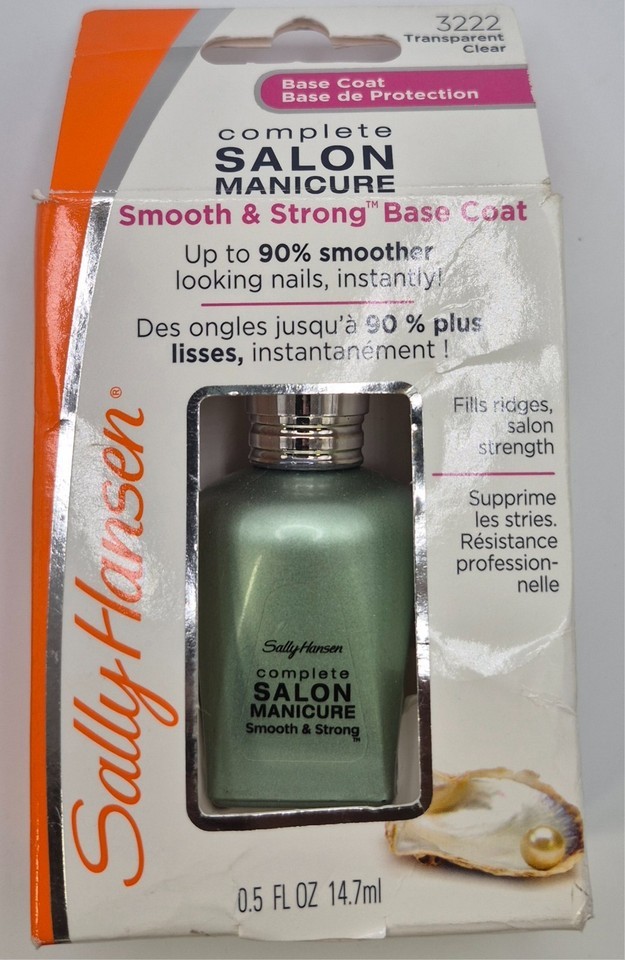 3222
Transparent
Clear
Base Coat
Base de Protection
complete
SALON
MANICURE
Smooth & Strong™ Base Coat
Up to 90% smoother
looking nails, instantly!
Des ongles jusqu'à 90 % plus
lisses, instantanément !
Sally Hansen®
Fills ridges,
salon
strength
Supprime
les stries.
Résistance
profession-
nelle
Sally Hansen
complete
SALON
MANICURE
Smooth & Strong™
0.5 FL OZ 14.7ml